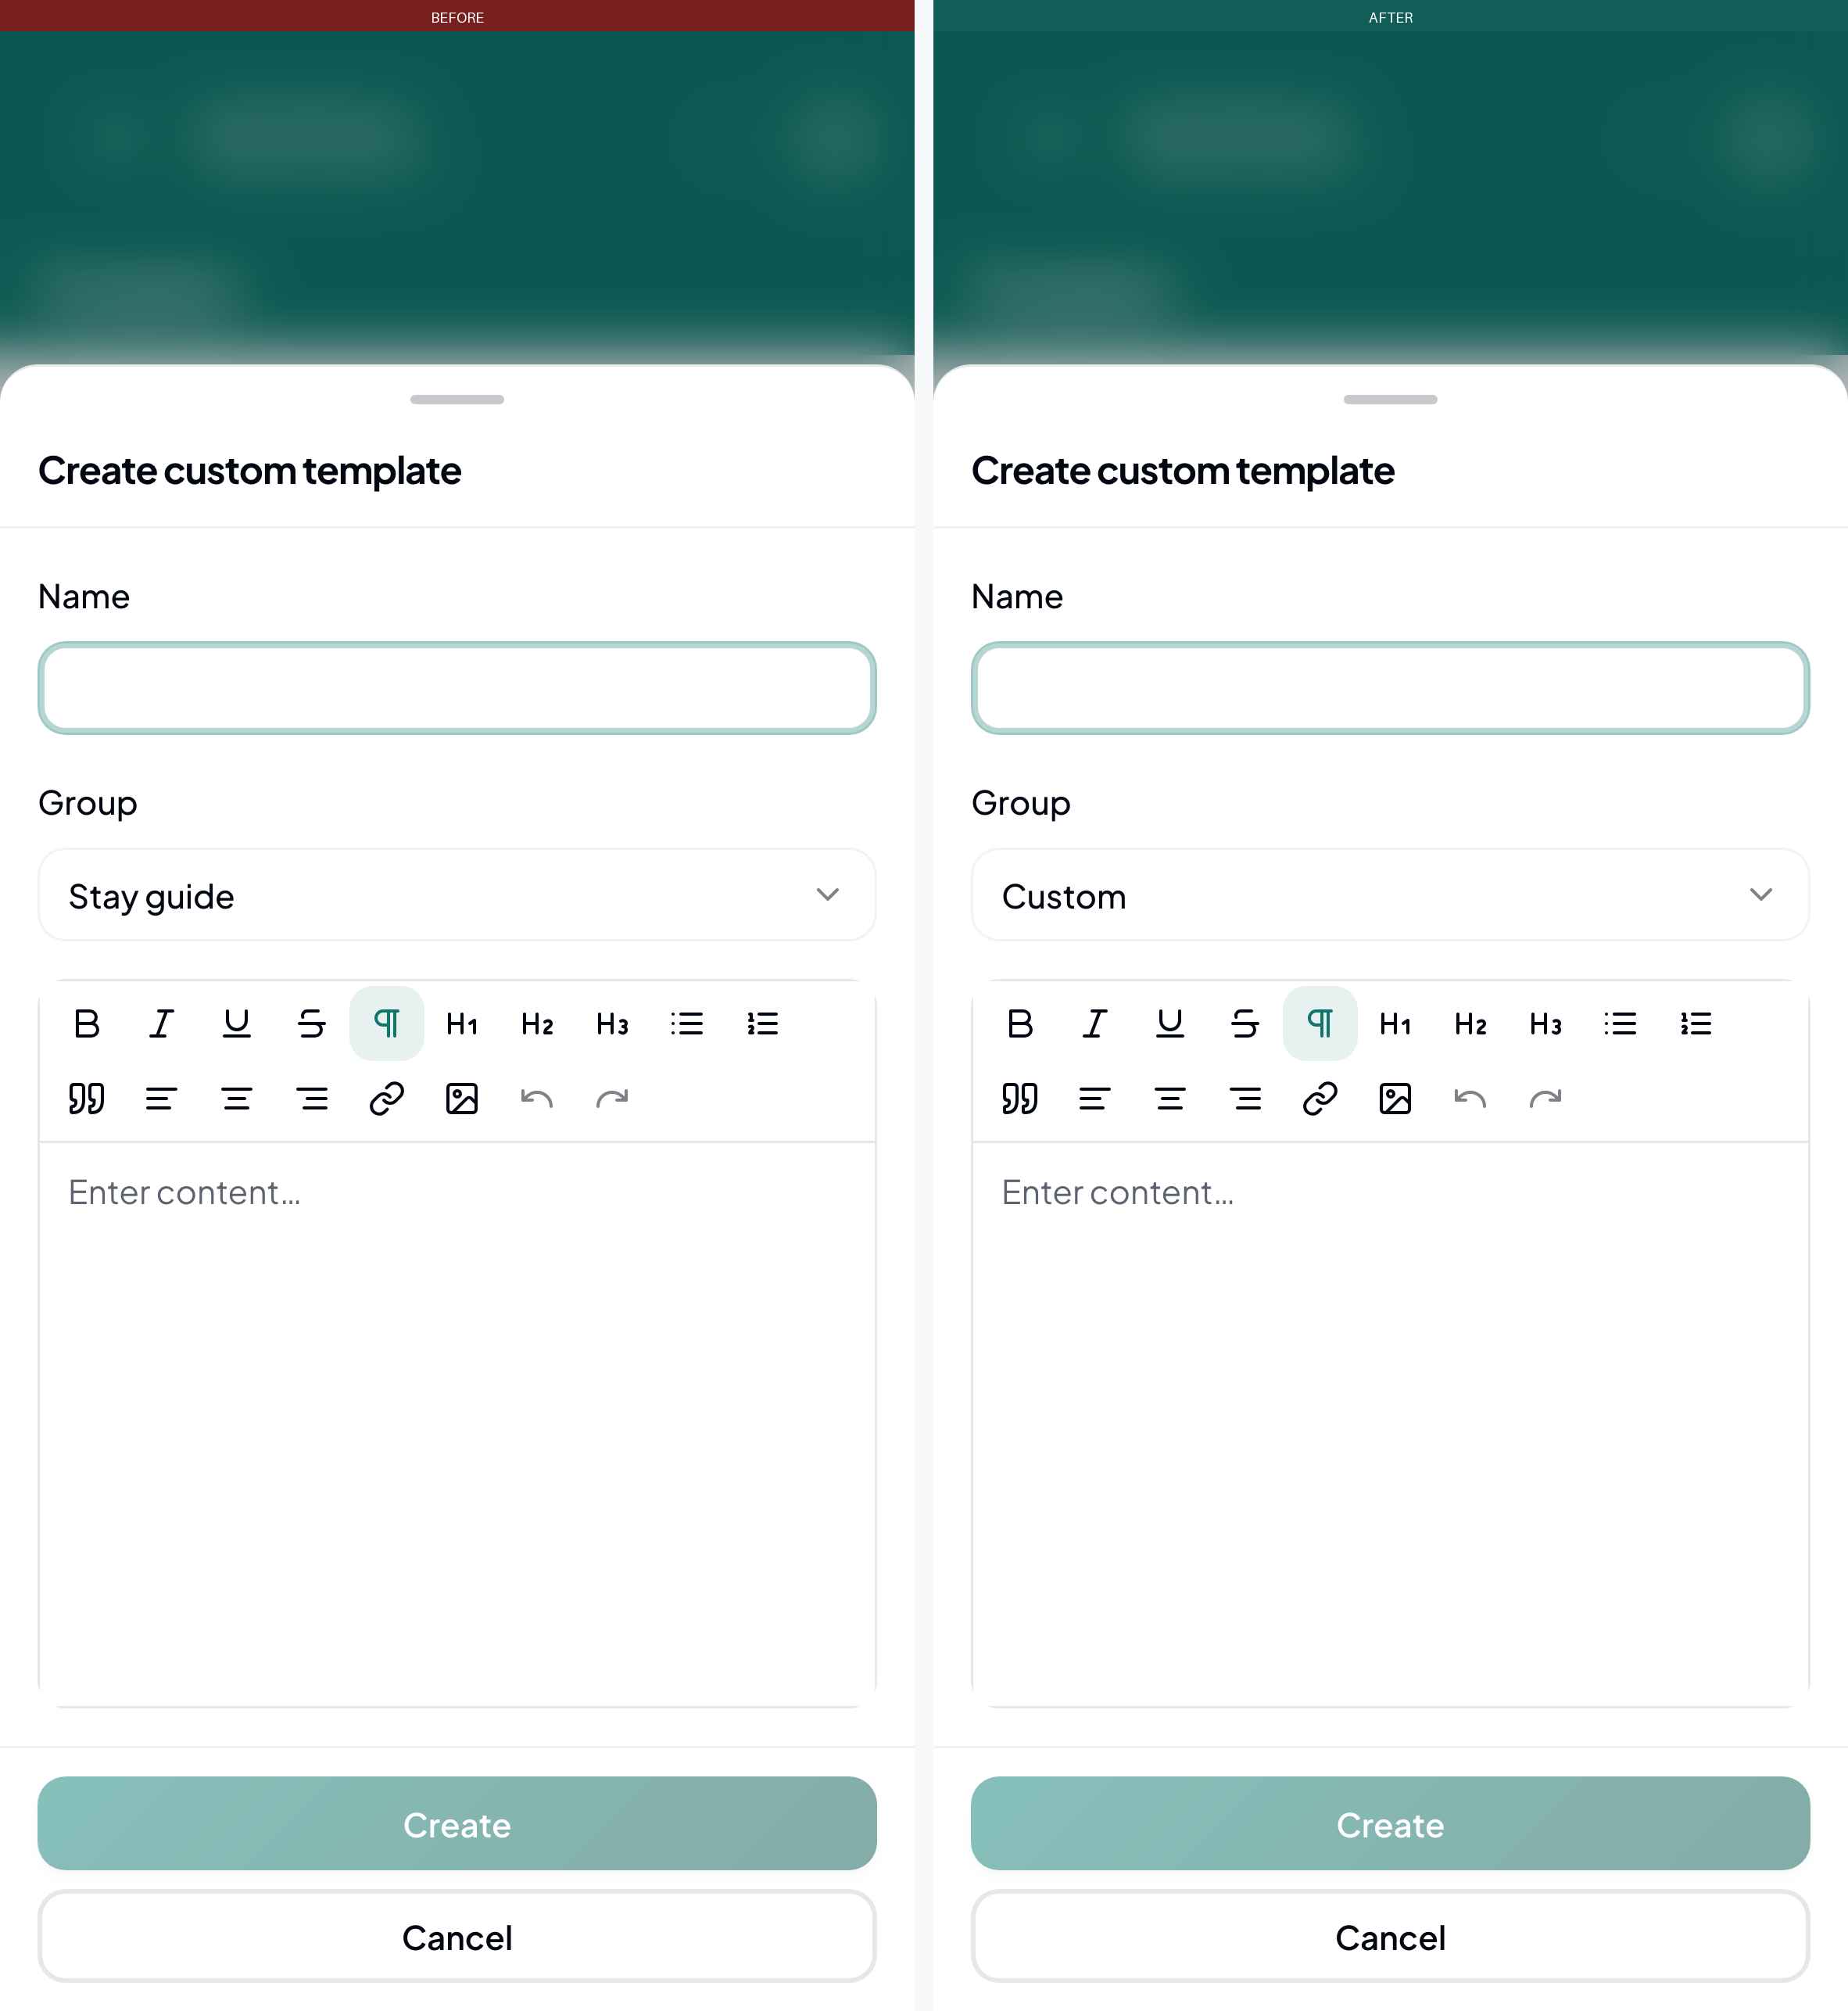 BEFORE
Create custom template
Name
Group
Stay guide
B I U S ¶ H1 H2 H3
Enter content...
Create
Cancel
AFTER
Create custom template
Name
Group
Custom
B I U S ¶ H1 H2 H3
Enter content...
Create
Cancel